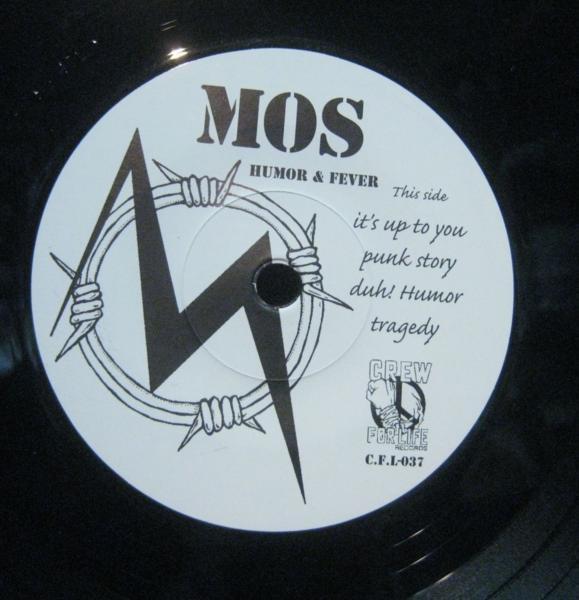 MOS
HUMOR & FEVER
This side
it's up to you
punk story
duh! Humor
tragedy
CREW
FOR LIFE
RECORDS
C.F.L-037